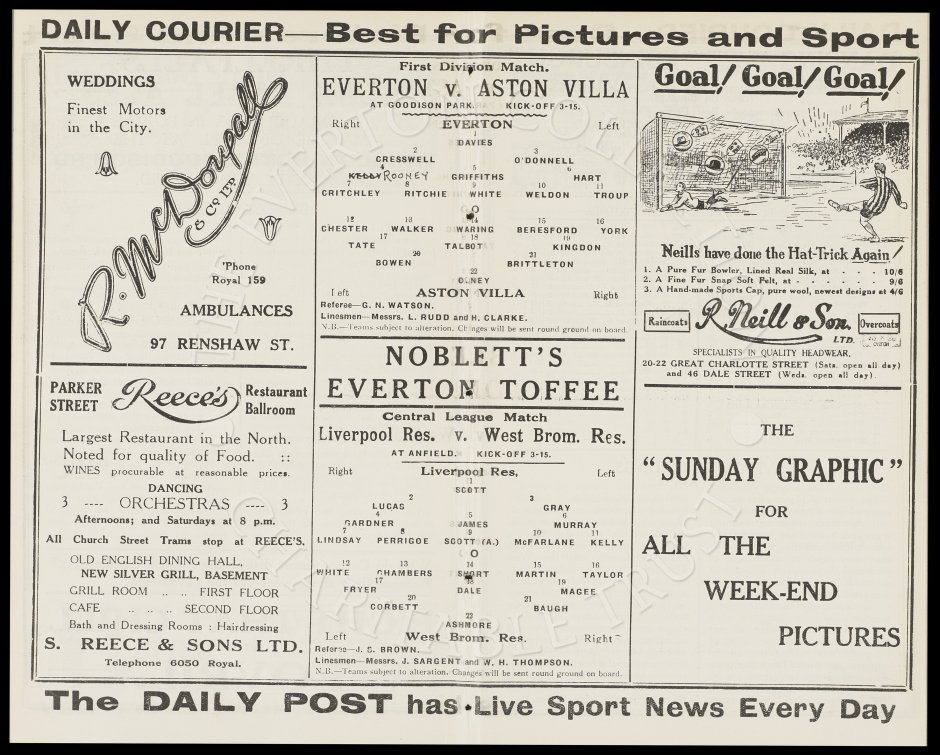 DAILY COURIER—Best for Pictures and Sport
WEDDINGS
Finest Motors
in the City.
R. McDougall
& Co LTD
'Phone
Royal 159
AMBULANCES
97 RENSHAW ST.
PARKER STREET
Reece's
Restaurant Ballroom
Largest Restaurant in the North.
Noted for quality of Food. ::
WINES procurable at reasonable prices.
DANCING
3 ---- ORCHESTRAS ---- 3
Afternoons; and Saturdays at 8 p.m.
All Church Street Trams stop at REECE'S.
OLD ENGLISH DINING HALL,
NEW SILVER GRILL, BASEMENT
GRILL ROOM .. .. FIRST FLOOR
CAFE .. .. .. SECOND FLOOR
Bath and Dressing Rooms : Hairdressing
S. REECE & SONS LTD.
Telephone 6050 Royal.
First Division Match.
EVERTON v. ASTON VILLA
AT GOODISON PARK. KICK-OFF 3-15.
Right EVERTON Left
1
DAVIES
2 3
CRESSWELL O'DONNELL
4 5 6
KELLY ROONEY GRIFFITHS HART
7 8 9 10 11
CRITCHLEY RITCHIE WHITE WELDON TROUP
O
12 13 14 15 16
CHESTER WALKER WARING BERESFORD YORK
17 18 19
TATE TALBOT KINGDON
20 21
BOWEN BRITTLETON
22
OLNEY
Left ASTON VILLA Right
Referee—G. N. WATSON.
Linesmen—Messrs. L. RUDD and H. CLARKE.
N.B.—Teams subject to alteration. Changes will be sent round ground on board.
NOBLETT'S
EVERTON TOFFEE
Central League Match
Liverpool Res. v. West Brom. Res.
AT ANFIELD. KICK-OFF 3-15.
Right Liverpool Res, Left
1
SCOTT
2 3
LUCAS GRAY
4 5 6
GARDNER JAMES MURRAY
7 8 9 10 11
LINDSAY PERRIGOE SCOTT (A.) McFARLANE KELLY
O
12 13 14 15 16
WHITE CHAMBERS SHORT MARTIN TAYLOR
17 18 19
FRYER DALE MAGEE
20 21
CORBETT BAUGH
22
ASHMORE
Left West Brom. Res. Right
Referee—J. S. BROWN.
Linesmen—Messrs. J. SARGENT and W. H. THOMPSON.
N.B.—Teams subject to alteration. Changes will be sent round ground on board.
Goal! Goal! Goal!
Neills have done the Hat-Trick Again!
1. A Pure Fur Bowler, Lined Real Silk, at - - - - 10/6
2. A Fine Fur Snap Soft Felt, at - - - - - - 9/6
3. A Hand-made Sports Cap, pure wool, newest designs at 4/6
Raincoats
R. Neill & Son. LTD.
Overcoats
SPECIALISTS IN QUALITY HEADWEAR,
20-22 GREAT CHARLOTTE STREET (Sats. open all day)
and 46 DALE STREET (Weds. open all day).
THE
"SUNDAY GRAPHIC"
FOR
ALL THE
WEEK-END
PICTURES
The DAILY POST has Live Sport News Every Day